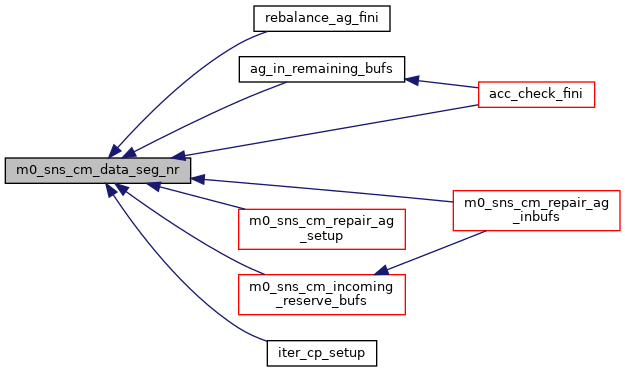 rebalance_ag_fini
ag_in_remaining_bufs
acc_check_fini
m0_sns_cm_data_seg_nr
m0_sns_cm_repair_ag
_inbufs
m0_sns_cm_repair_ag
_setup
m0_sns_cm_incoming
_reserve_bufs
iter_cp_setup